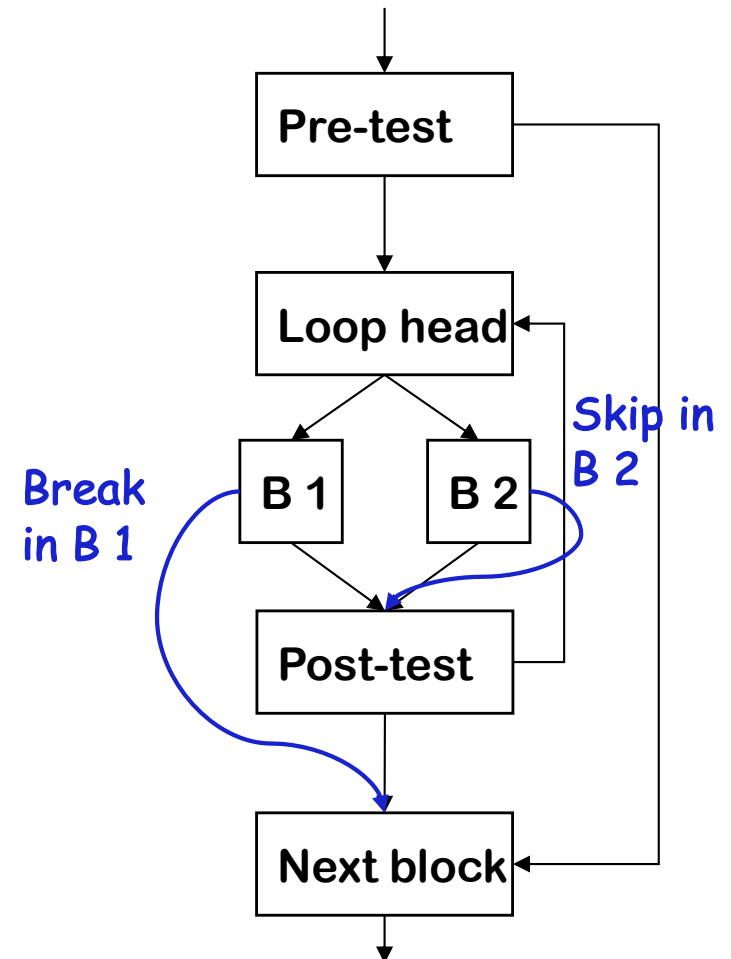 Pre-test
Loop head
Skip in
B 2
B 1
B 2
Break
in B 1
Post-test
Next block